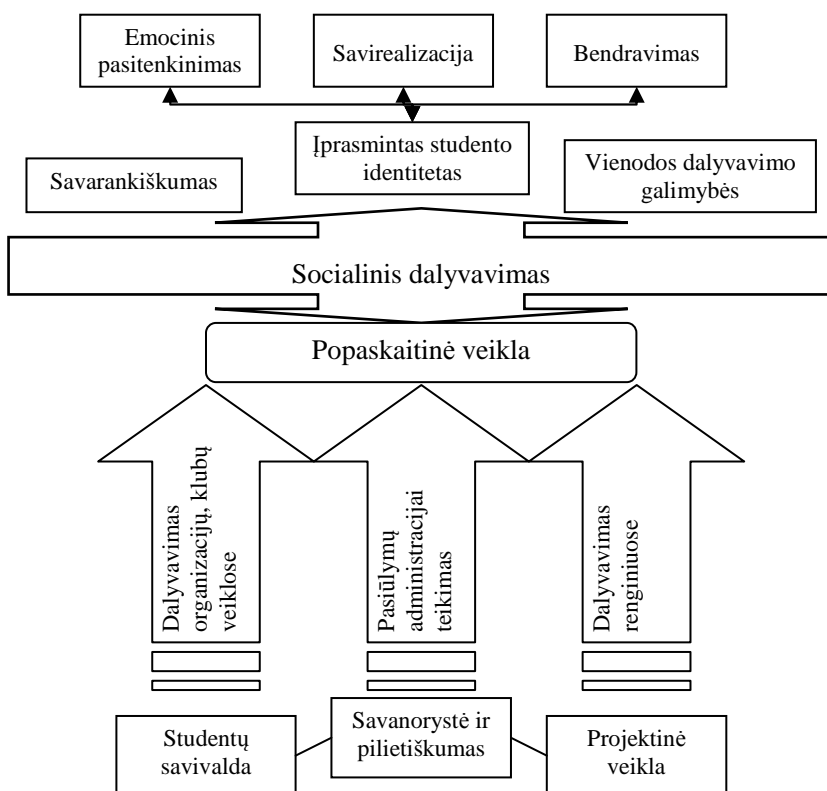 Emocinis
pasitenkinimas
Savirealizacija
Bendravimas
Įprasmintas studento
identitetas
Savarankiškumas
Vienodos dalyvavimo
galimybės
Socialinis dalyvavimas
Popaskaitinė veikla
Dalyvavimas
organizacijų, klubų
veiklose
Pasiūlymų
administracijai
teikimas
Dalyvavimas
renginiuose
Studentų
savivalda
Savanorystė ir
pilietiškumas
Projektinė
veikla